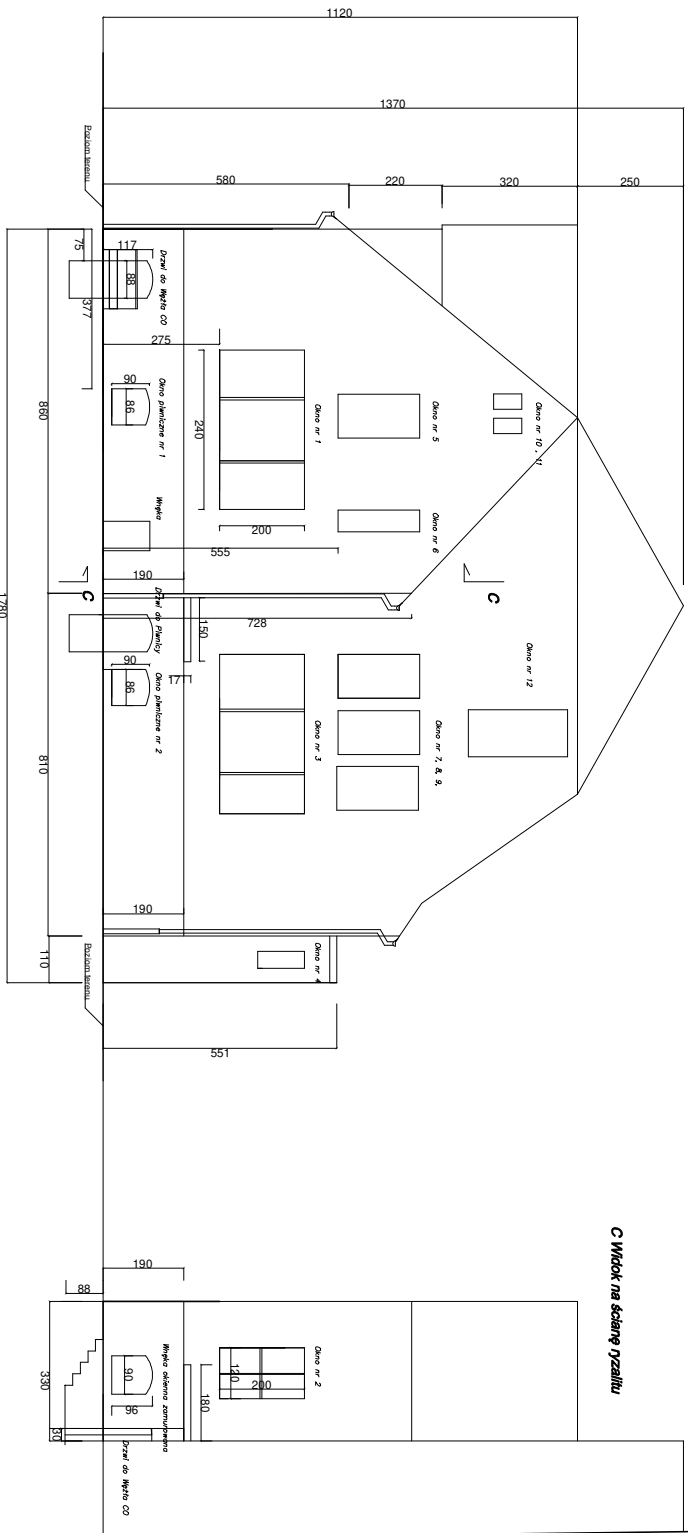 1120
1370
580
220
320
250
Poziom terenu
Drzwi do Węzła CO
117
75
88
377
275
860
90
86
Okno piwniczne nr 1
240
Okno nr 1
Okno nr 5
Okno nr 10 , 11
Wnęka
200
Okno nr 6
555
190
C
C
1780
Drzwi do Piwnicy
150
728
90
86
17
Okno piwniczne nr 2
Okno nr 12
Okno nr 3
Okno nr 7, 8, 9,
810
190
110
Poziom terenu
Okno nr 4
551
C Widok na ścianę ryzalitu
190
88
330
Wnęka okienna zamurowana
90
96
120
200
Okno nr 2
180
30
Drzwi do Węzła CO